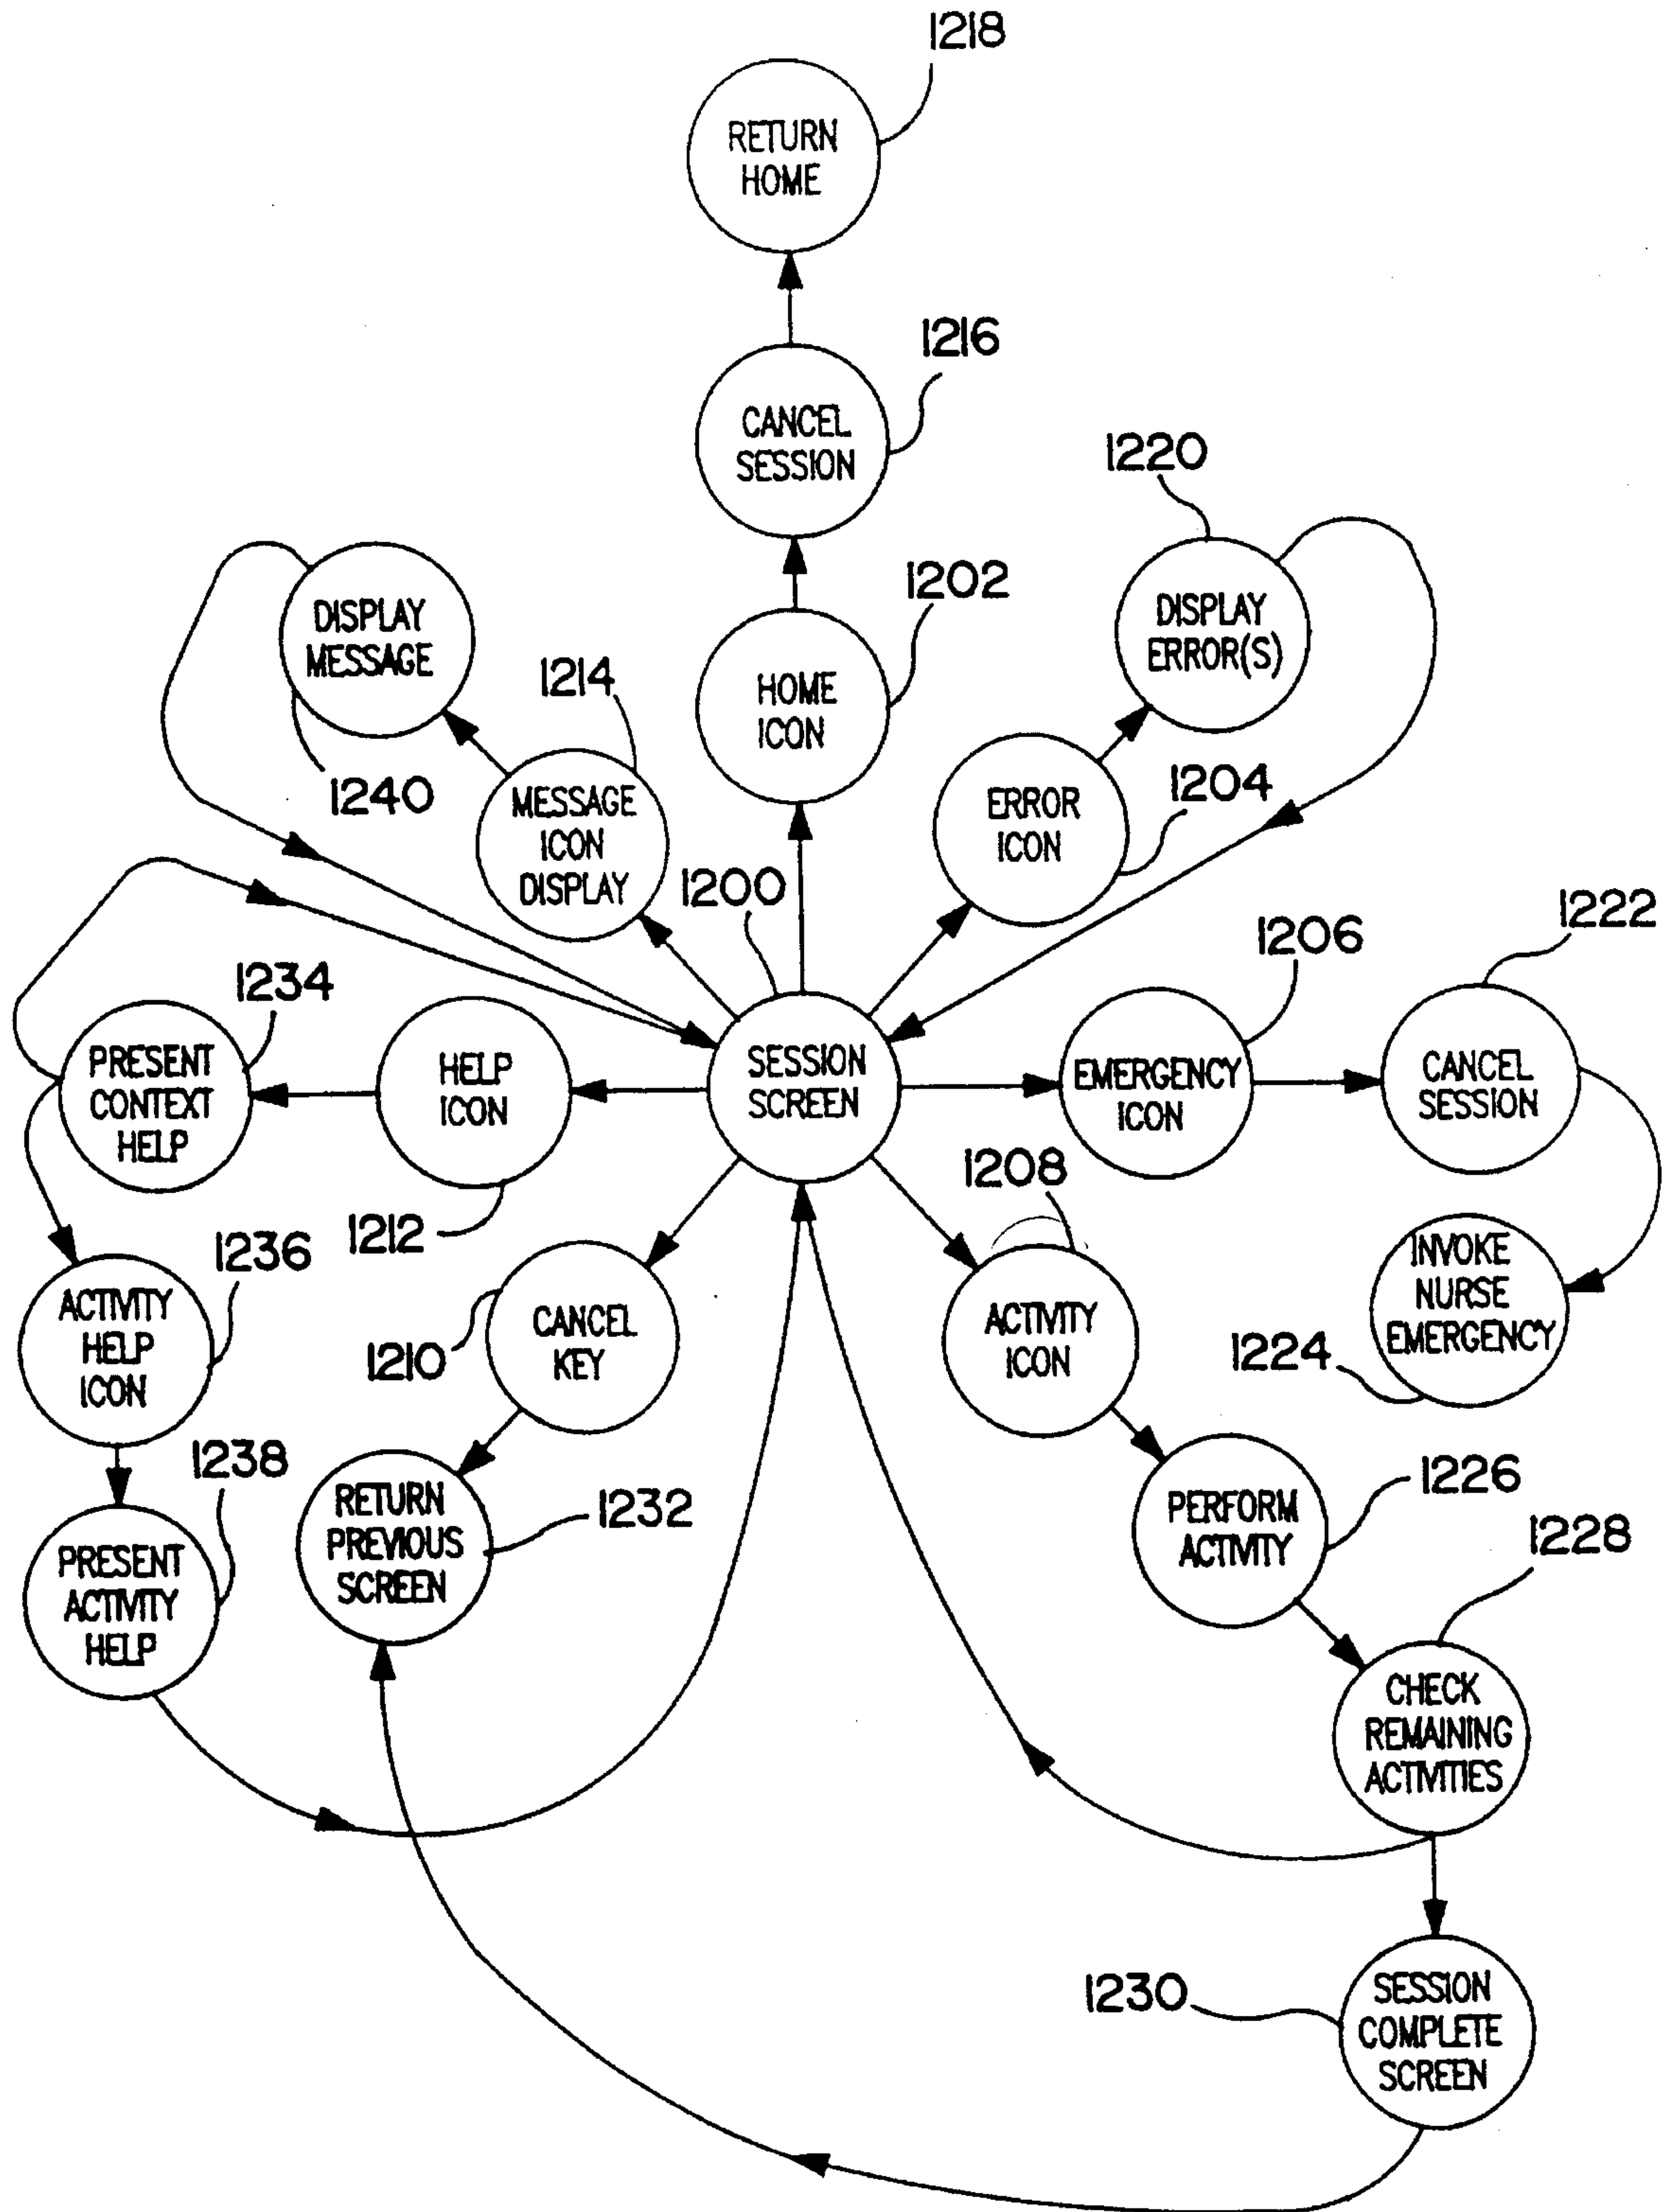 1218
RETURN
HOME
1216
CANCEL
SESSION
1220
1202
DISPLAY
ERROR(S)
DISPLAY
MESSAGE
1214
HOME
ICON
1240
1204
MESSAGE
ICON
DISPLAY
ERROR
ICON
1200
1222
1206
1234
SESSION
SCREEN
HELP
ICON
PRESENT
CONTEXT
HELP
EMERGENCY
ICON
CANCEL
SESSION
1208
1212
1236
INVOKE
NURSE
EMERGENCY
1224
ACTIVITY
HELP
ICON
1210
CANCEL
KEY
ACTIVITY
ICON
1238
RETURN
PREVIOUS
SCREEN
1232
1226
PERFORM
ACTIVITY
1228
PRESENT
ACTIVITY
HELP
CHECK
REMAINING
ACTIVITIES
1230
SESSION
COMPLETE
SCREEN